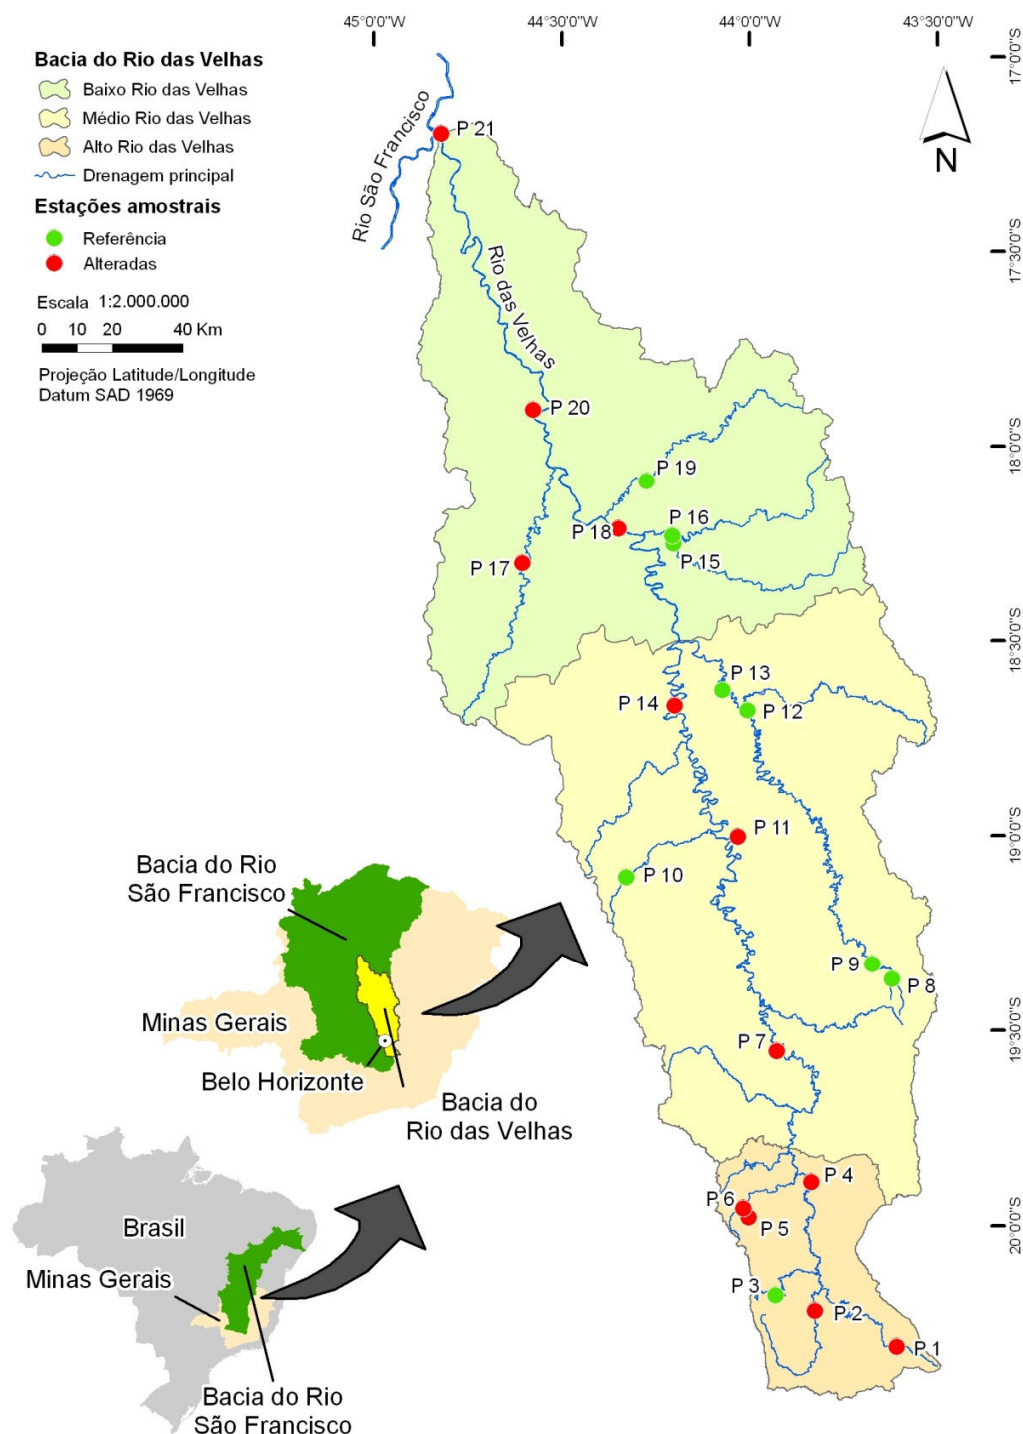 45°0'0"W
44°30'0"W
44°0'0"W
43°30'0"W
Bacia do Rio das Velhas
Baixo Rio das Velhas
Médio Rio das Velhas
Alto Rio das Velhas
Drenagem principal
Estações amostrais
Referência
Alteradas
Escala 1:2.000.000
0 10 20 40 Km
Projeção Latitude/Longitude
Datum SAD 1969
N
17°0'0"S
17°30'0"S
18°0'0"S
18°30'0"S
19°0'0"S
19°30'0"S
20°0'0"S
Rio São Francisco
Rio das Velhas
P 21
P 20
P 19
P 16
P 18
P 15
P 17
P 13
P 14
P 12
P 11
P 10
P 9
P 8
P 7
P 4
P 6
P 5
P 3
P 2
P 1
Bacia do Rio
São Francisco
Minas Gerais
Belo Horizonte
Bacia do
Rio das Velhas
Brasil
Minas Gerais
Bacia do Rio
São Francisco